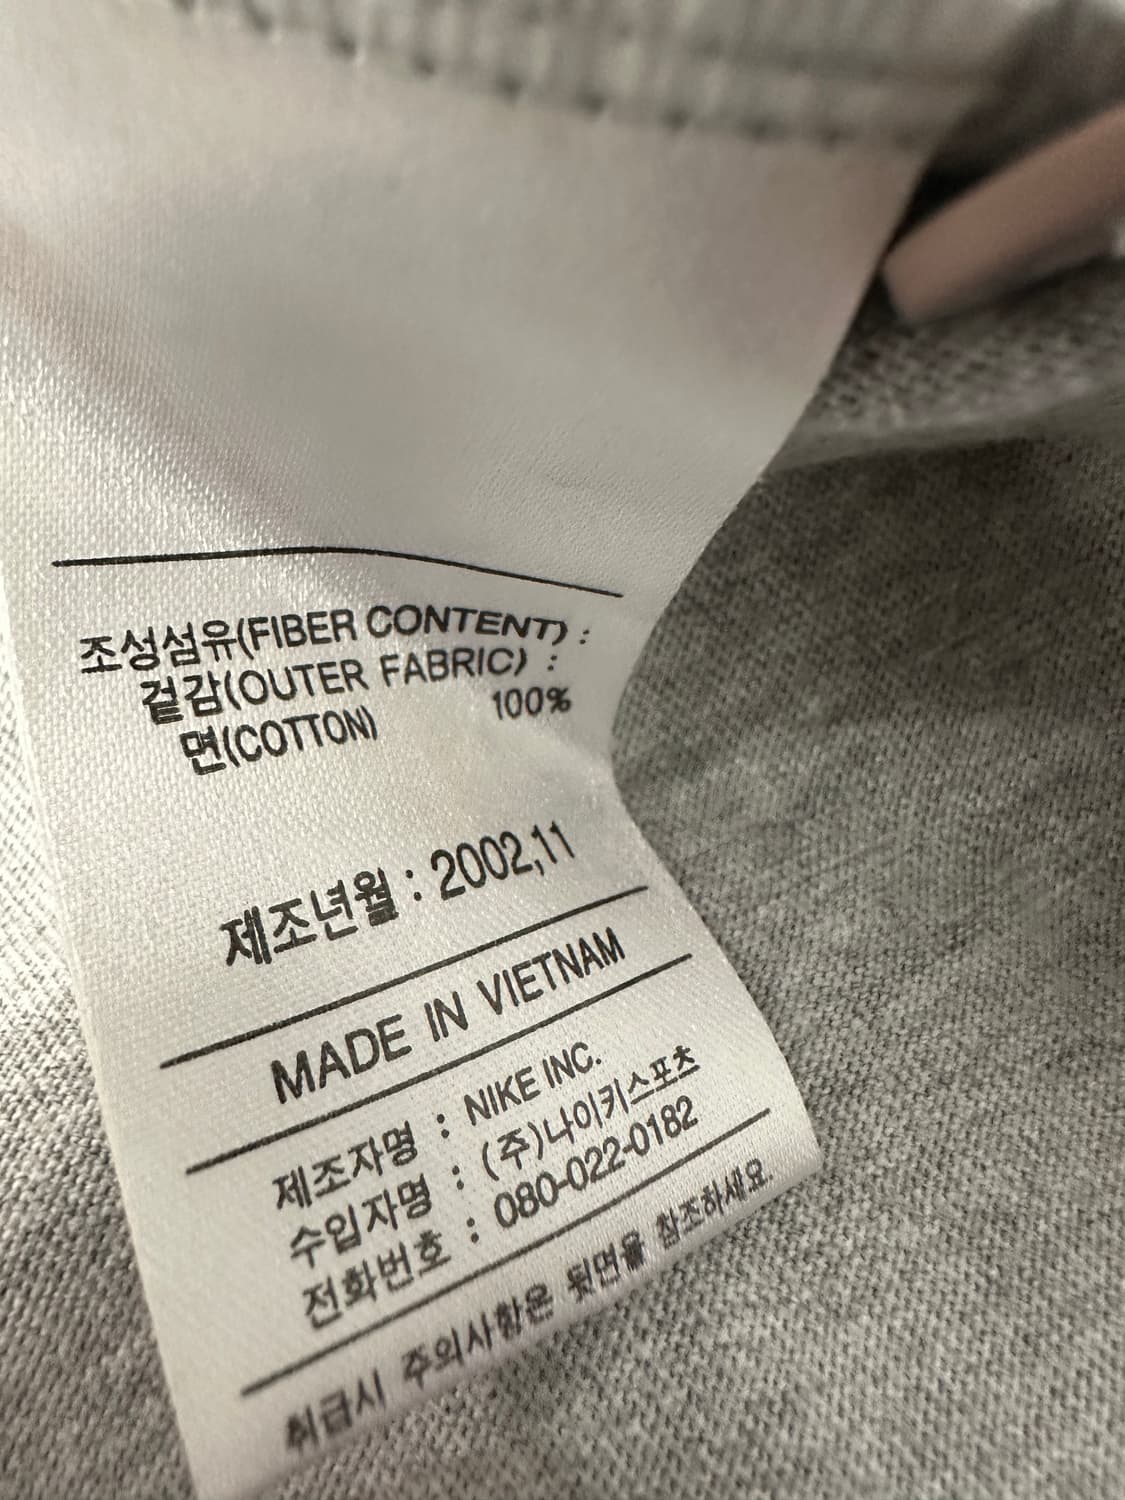 조성섬유(FIBER CONTENT) :
겉감(OUTER FABRIC) :
면(COTTON) 100%
제조년월 : 2002,11
MADE IN VIETNAM
제조자명 : NIKE INC.
수입자명 : (주)나이키스포츠
전화번호 : 080-022-0182
취급시 주의사항은 뒷면을 참조하세요.